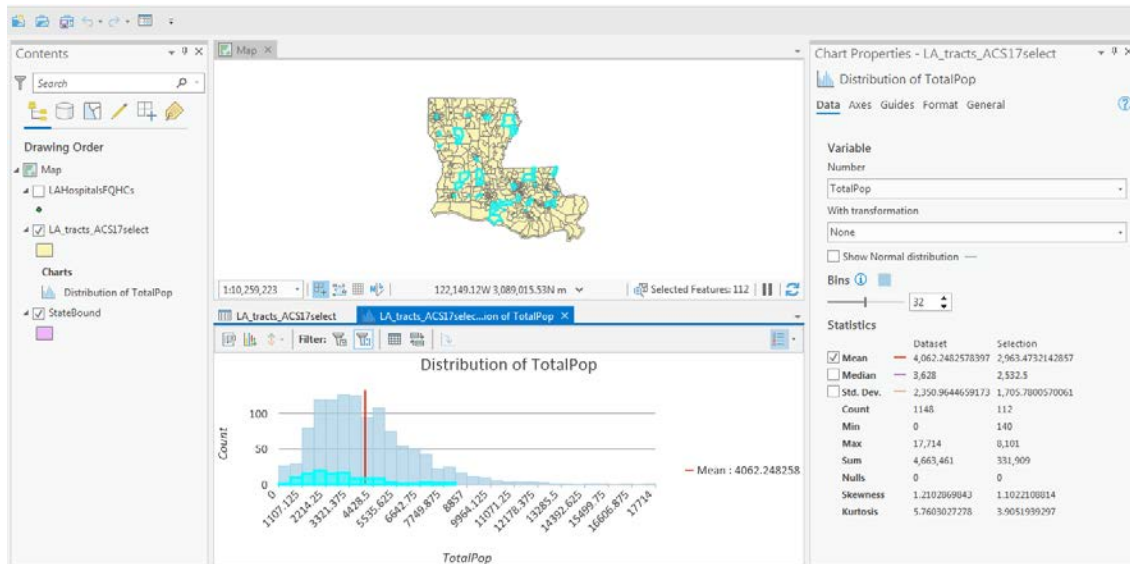 Contents
Search
Drawing Order
Map
LAHospitalsFQHCs
LA_tracts_ACS17select
Charts
Distribution of TotalPop
StateBound
Map
1:10,259,223
122,149.12W 3,089,015.53N m
Selected Features: 112
LA_tracts_ACS17select
LA_tracts_ACS17selec...ion of TotalPop
Filter:
Distribution of TotalPop
Count
100
50
0
0
1107.125
2214.25
3321.375
4428.5
5535.625
6642.75
7749.875
8857
9964.125
11071.25
12178.375
13285.5
14392.625
15499.75
16606.875
17714
TotalPop
Mean : 4062.248258
Chart Properties - LA_tracts_ACS17select
Distribution of TotalPop
Data Axes Guides Format General
Variable
Number
TotalPop
With transformation
None
Show Normal distribution
Bins
32
Statistics
Dataset Selection
Mean 4,062.2482578397 2,963.4732142857
Median 3,628 2,532.5
Std. Dev. 2,350.9644659173 1,705.7800570061
Count 1148 112
Min 0 140
Max 17,714 8,101
Sum 4,663,461 331,909
Nulls 0 0
Skewness 1.2102869843 1.1022108814
Kurtosis 5.7603027278 3.9051939297